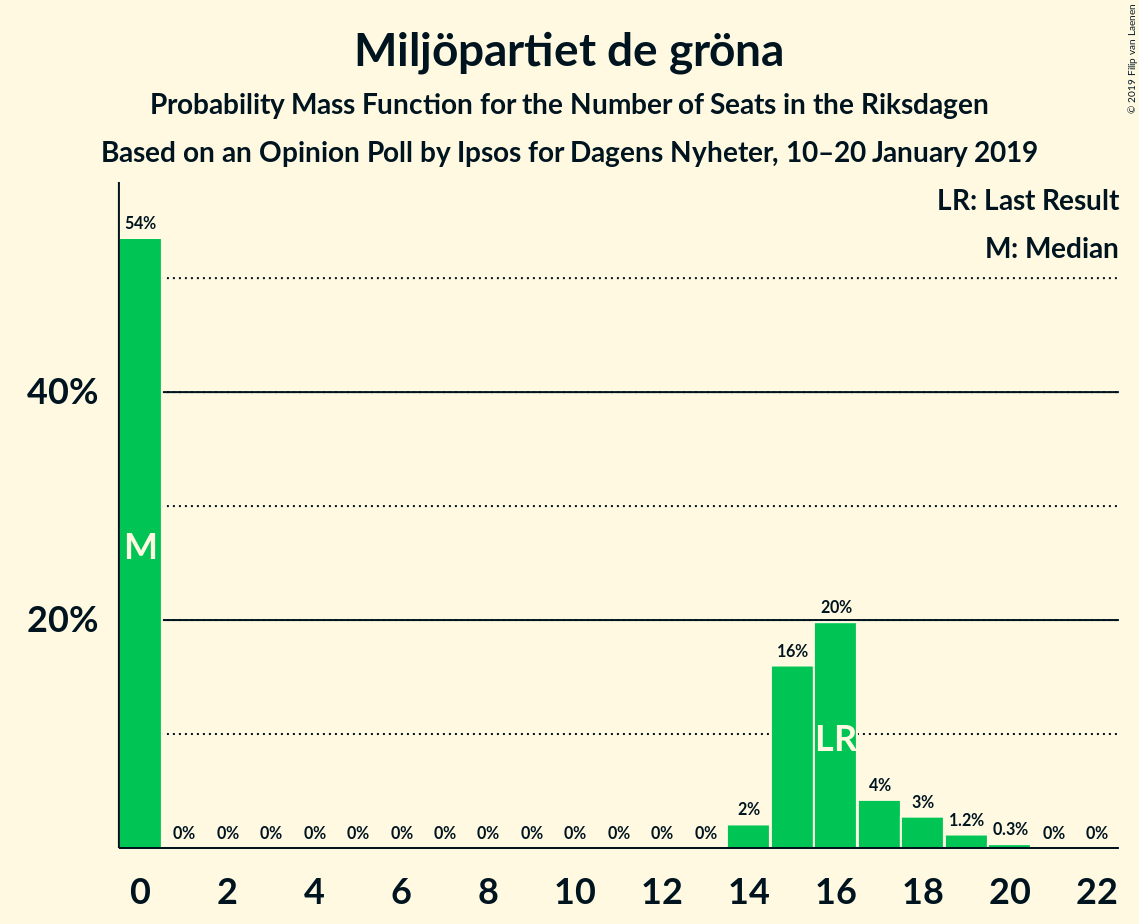 Miljöpartiet de gröna
Probability Mass Function for the Number of Seats in the Riksdagen
Based on an Opinion Poll by Ipsos for Dagens Nyheter, 10–20 January 2019
© 2019 Filip van Laenen
LR: Last Result
M: Median
54%
40%
M
20%
20%
16%
LR
4%
3%
2%
1.2%
0.3%
0% 0% 0% 0% 0% 0% 0% 0% 0% 0% 0% 0% 0% 0% 0%
0 2 4 6 8 10 12 14 16 18 20 22